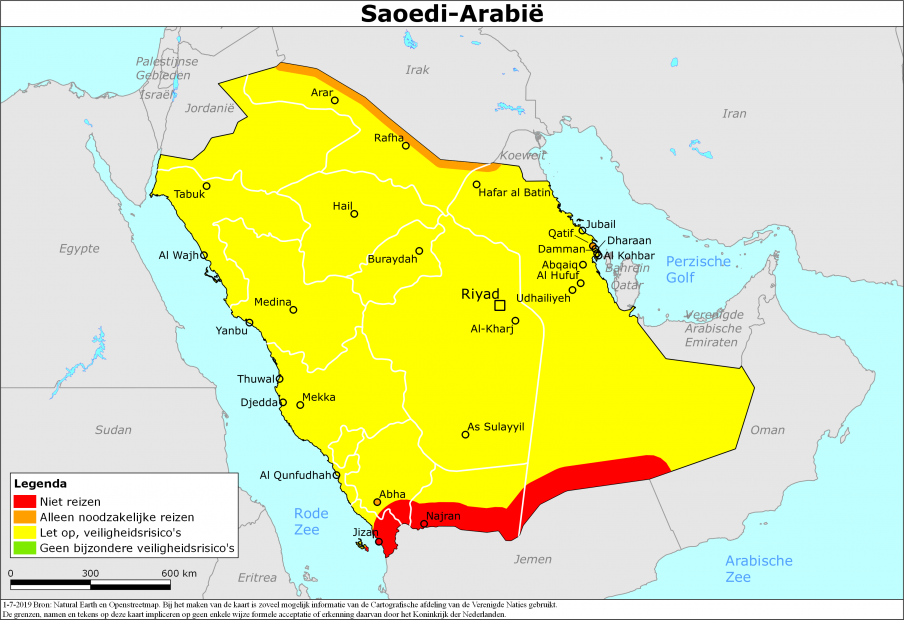 Saoedi-Arabië
Palestijnse
Gebieden
Israël
Jordanië
Irak
Iran
Koeweit
Arar
Rafha
Tabuk
Hail
Hafar al Batin
Jubail
Qatif
Dharaan
Damman
Al Kohbar
Egypte
Al Wajh
Buraydah
Abqaiq
Bahrein
Perzische
Golf
Al Hufuf
Qatar
Medina
Riyad
Udhailiyeh
Yanbu
Al-Kharj
Verenigde
Arabische
Emiraten
Thuwal
Djedda
Mekka
Sudan
As Sulayyil
Oman
Al Qunfudhah
Legenda
Niet reizen
Alleen noodzakelijke reizen
Let op, veiligheidsrisico's
Geen bijzondere veiligheidsrisico's
Abha
Rode
Zee
Najran
Jizan
Jemen
Arabische
Zee
Eritrea
0 300 600 km
1-7-2019 Bron: Natural Earth en Openstreetmap. Bij het maken van de kaart is zoveel mogelijk informatie van de Cartografische afdeling van de Verenigde Naties gebruikt.
De grenzen, namen en tekens op deze kaart impliceren op geen enkele wijze formele acceptatie of erkenning daarvan door het Koninkrijk der Nederlanden.